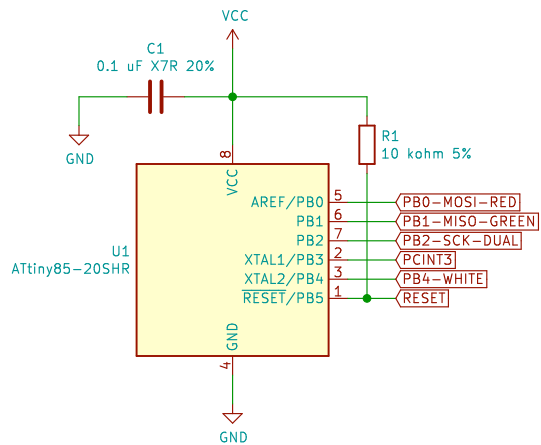 VCC
C1
0.1 uF X7R 20%
GND
R1
10 kohm 5%
8
VCC
AREF/PB0 5 PB0-MOSI-RED
PB1 6 PB1-MISO-GREEN
PB2 7 PB2-SCK-DUAL
U1
ATtiny85-20SHR
XTAL1/PB3 2 PCINT3
XTAL2/PB4 3 PB4-WHITE
RESET/PB5 1 RESET
GND
4
GND